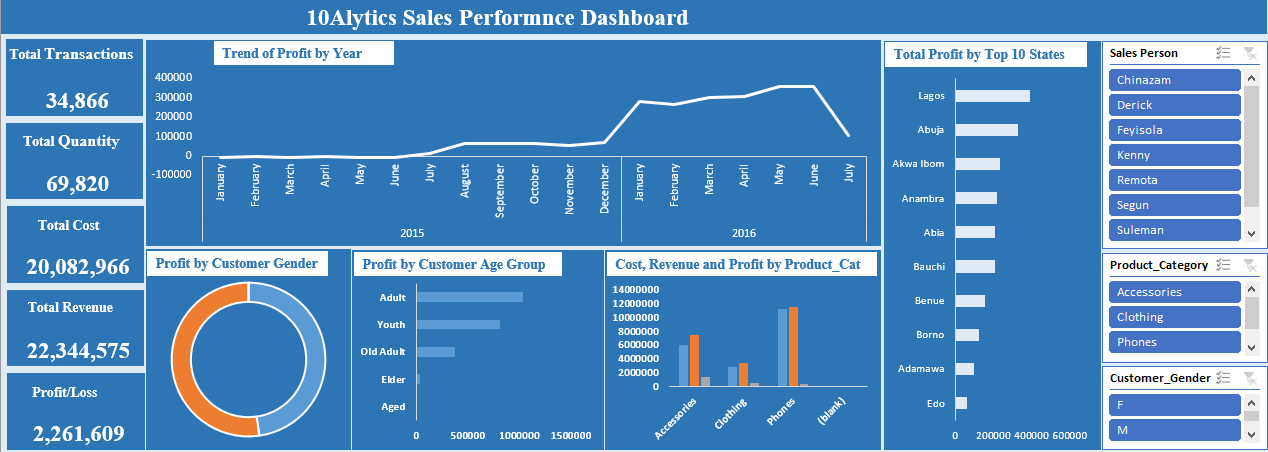 10Alytics Sales Performnce Dashboard
Total Transactions
34,866
Total Quantity
69,820
Total Cost
20,082,966
Total Revenue
22,344,575
Profit/Loss
2,261,609
Trend of Profit by Year
400000
300000
200000
100000
0
-100000
January
February
March
April
May
June
July
August
September
October
November
December
January
February
March
April
May
June
July
2015
2016
Profit by Customer Gender
Profit by Customer Age Group
Adult
Youth
Old Adult
Elder
Aged
0 500000 1000000 1500000
Cost, Revenue and Profit by Product_Cat
14000000
12000000
10000000
8000000
6000000
4000000
2000000
0
Accessories
Clothing
Phones
(blank)
Total Profit by Top 10 States
Lagos
Abuja
Akwa Ibom
Anambra
Abia
Bauchi
Benue
Borno
Adamawa
Edo
0 200000 400000 600000
Sales Person
Chinazam
Derick
Feyisola
Kenny
Remota
Segun
Suleman
Product_Category
Accessories
Clothing
Phones
Customer_Gender
F
M